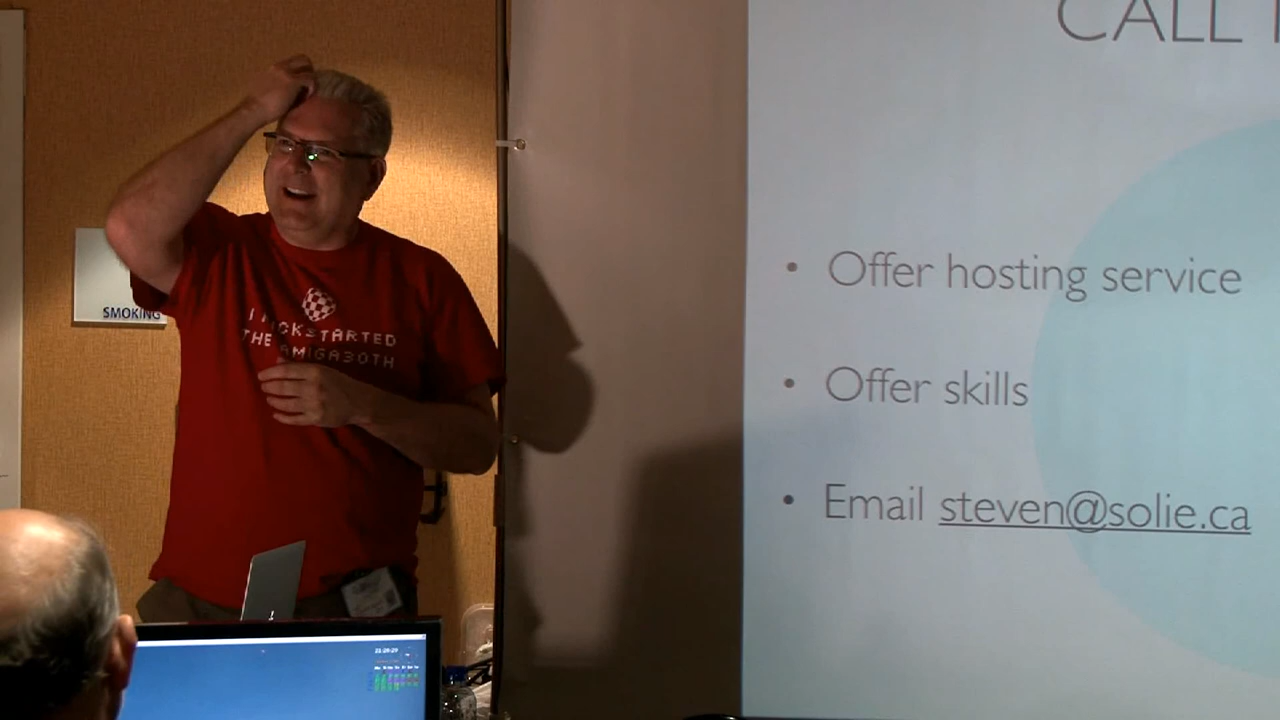 CALL
Offer hosting service
Offer skills
Email steven@solie.ca
SMOKING
I KICKSTARTED
THE AMIGA30TH